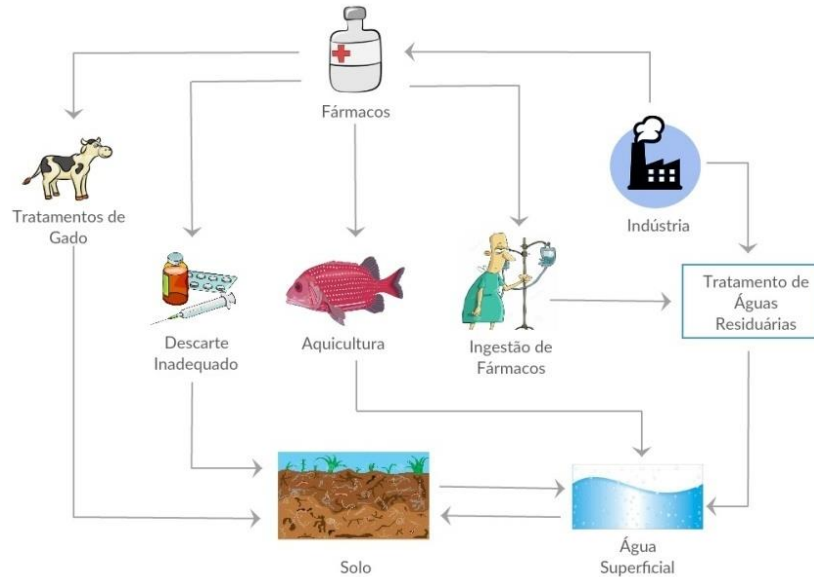 Fármacos
Tratamentos de
Gado
Indústria
Tratamento de
Águas
Residuárias
Descarte
Inadequado
Aquicultura
Ingestão de
Fármacos
Solo
Água
Superficial